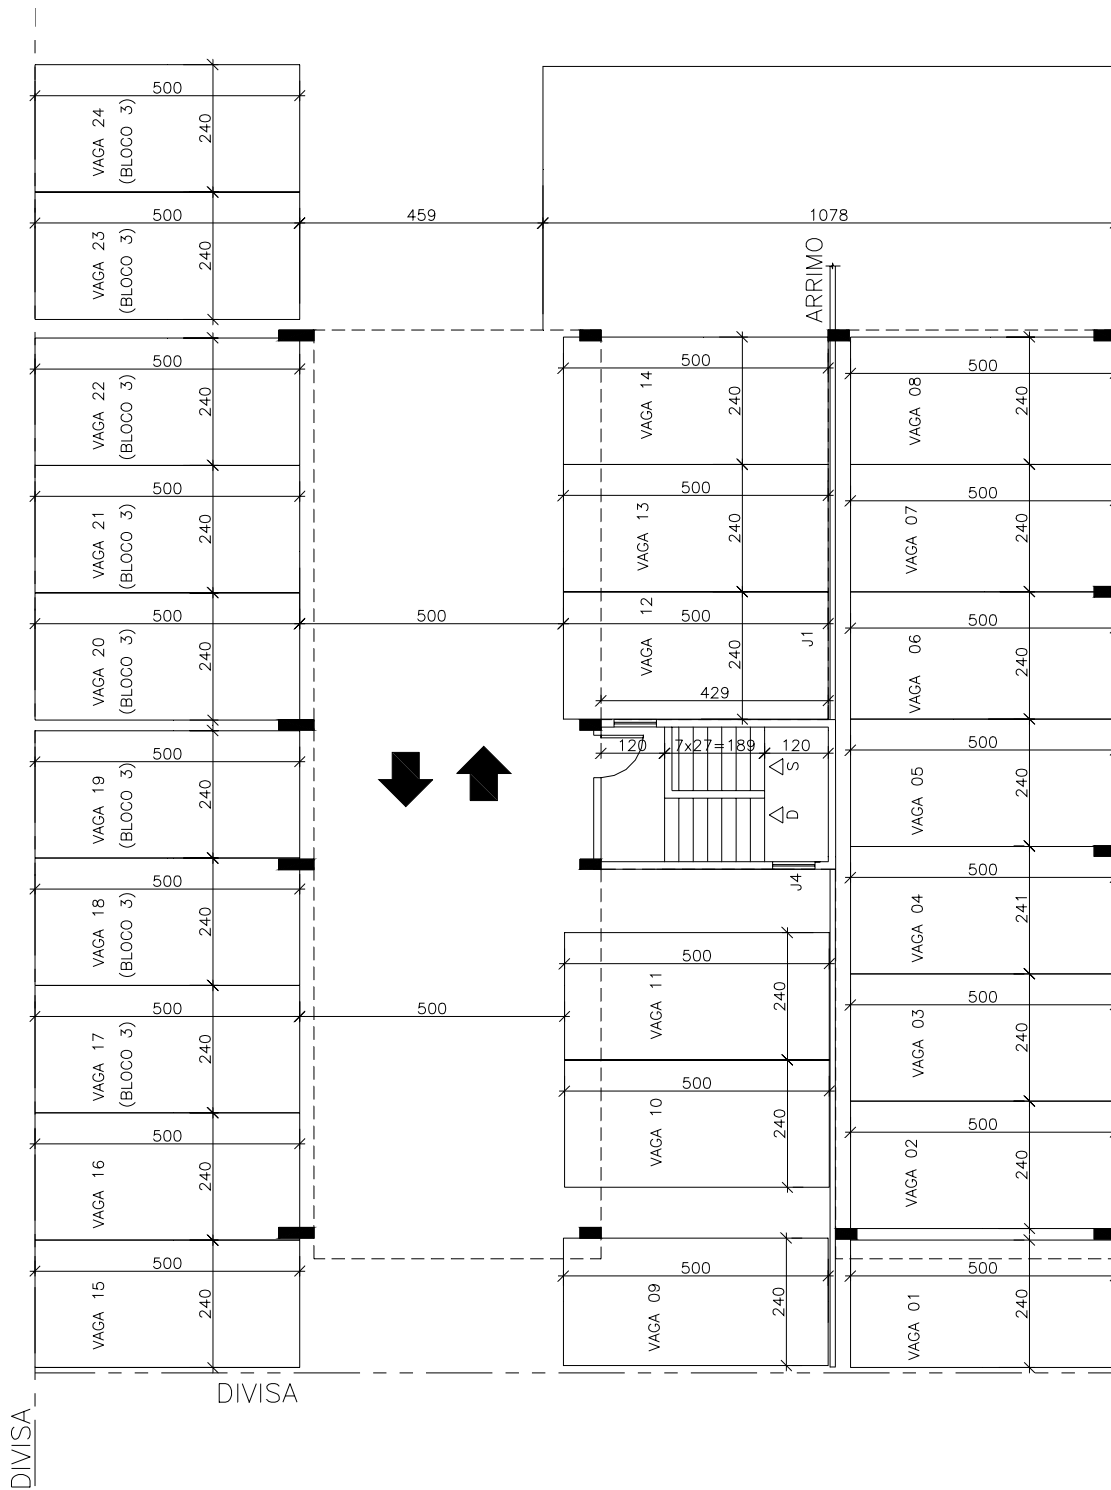 500
240
VAGA 24
(BLOCO 3)
500
459
1078
240
VAGA 23
(BLOCO 3)
ARRIMO
500
240
VAGA 22
(BLOCO 3)
500
240
VAGA 14
500
240
VAGA 08
500
240
VAGA 21
(BLOCO 3)
500
240
VAGA 13
500
240
VAGA 07
500
240
VAGA 20
(BLOCO 3)
500
500
240
VAGA 12
J1
500
240
VAGA 06
429
120
7x27=189
120
S
D
J4
500
240
VAGA 19
(BLOCO 3)
500
240
VAGA 05
500
240
VAGA 18
(BLOCO 3)
500
241
VAGA 04
500
240
VAGA 17
(BLOCO 3)
500
500
240
VAGA 11
500
240
VAGA 03
500
240
VAGA 16
500
240
VAGA 10
500
240
VAGA 02
500
240
VAGA 15
500
240
VAGA 09
500
240
VAGA 01
DIVISA
DIVISA